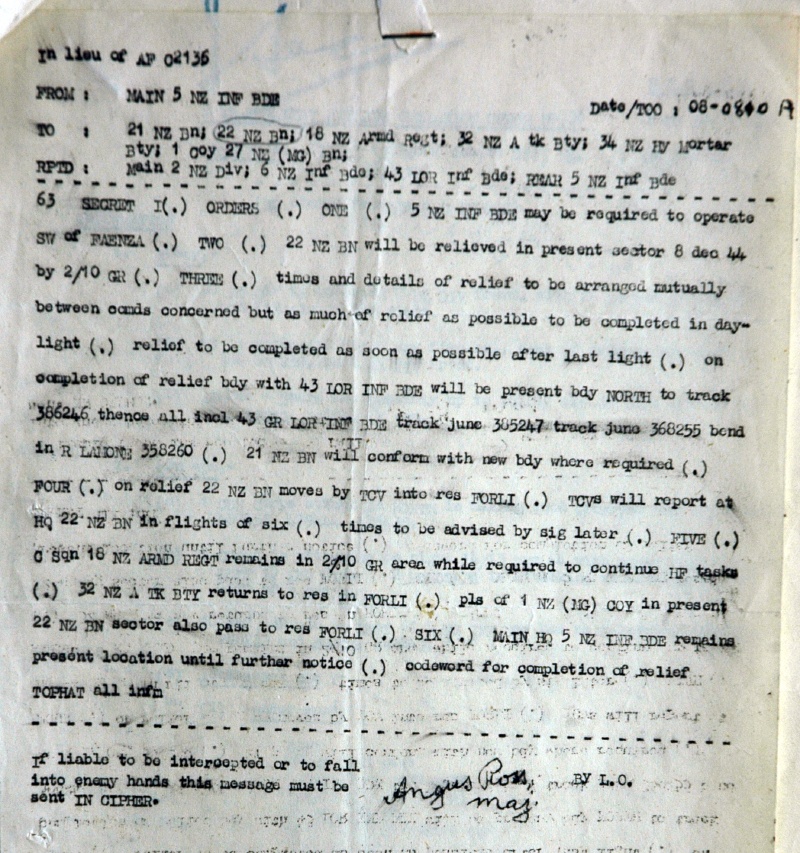 In lieu of AF C2136
FROM : MAIN 5 NZ INF BDE
Date/TOO : 08-0840 A
TO : 21 NZ Bn; 22 NZ Bn; 18 NZ Armd Regt; 32 NZ A tk Bty; 34 NZ Hy Mortar
Bty; 1 Coy 27 NZ (MG) Bn;
RPTD : Main 2 NZ Div; 6 NZ Inf Bde; 43 LOR Inf Bde; REAR 5 NZ Inf Bde
63 SECRET I(.) ORDERS (.) ONE (.) 5 NZ INF BDE may be required to operate
SW of FAENZA (.) TWO (.) 22 NZ BN will be relieved in present sector 8 dec 44
by 2/10 GR (.) THREE (.) times and details of relief to be arranged mutually
between comds concerned but as much of relief as possible to be completed in day-
light (.) relief to be completed as soon as possible after last light (.) on
completion of relief bdy with 43 LOR INF BDE will be present bdy NORTH to track
386246 thence all incl 43 GR LOR INF BDE track junc 385247 track junc 368255 bend
in R LAMONE 358260 (.) 21 NZ BN will conform with new bdy where required (.)
FOUR (.) on relief 22 NZ BN moves by TCV into res FORLI (.) TCVs will report at
HQ 22 NZ BN in flights of six (.) times to be advised by sig later (.) FIVE (.)
C Sqn 18 NZ ARMD REGT remains in 2/10 GR area while required to continue HF tasks
(.) 32 NZ A TK BTY returns to res in FORLI (.) pls of 1 NZ (MG) COY in present
22 NZ BN sector also pass to res FORLI (.) SIX (.) MAIN HQ 5 NZ INF BDE remains
present location until further notice (.) codeword for completion of relief
TOPHAT all infm
If liable to be intercepted or to fall
into enemy hands this message must be
sent IN CIPHER.
Angus Ross, Maj.
BY L.O.